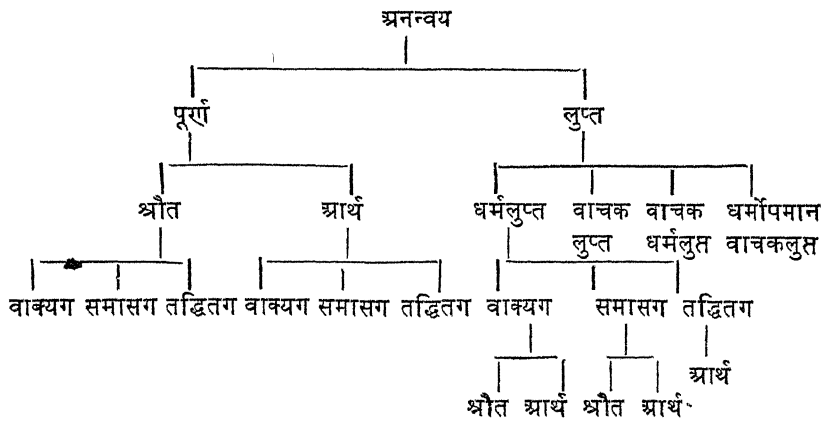 अनन्वय
पूर्ण लुप्त
श्रौत आर्थ धर्मलुप्त वाचक वाचक धर्मोपमान
लुप्त धर्मलुप्त वाचकलुप्त
वाक्यग समासग तद्धितग वाक्यग समासग तद्धितग वाक्यग समासग तद्धितग
आर्थ
श्रौत आर्थ श्रौत आर्थ